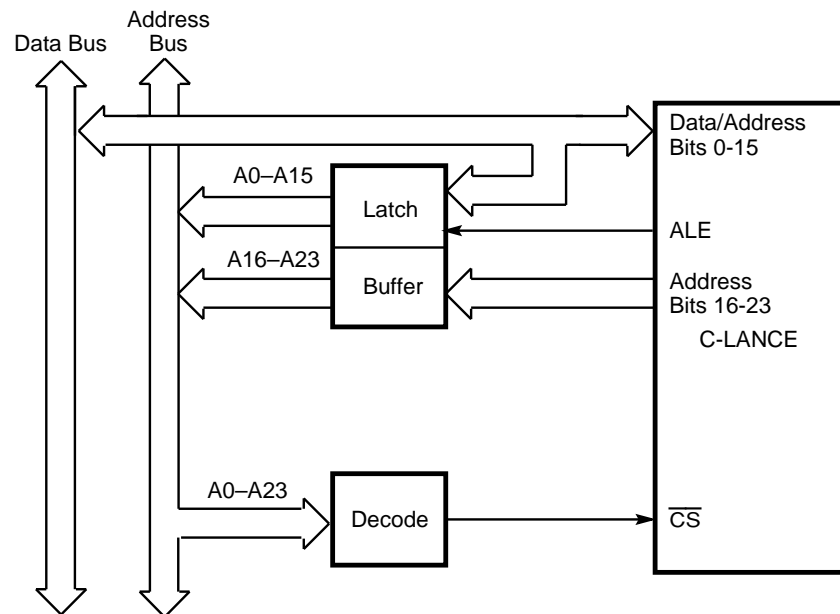 Address
Bus
Data Bus
Data/Address
Bits 0-15
A0–A15
Latch
ALE
A16–A23
Buffer
Address
Bits 16-23
C-LANCE
A0–A23
Decode
C̅S̅